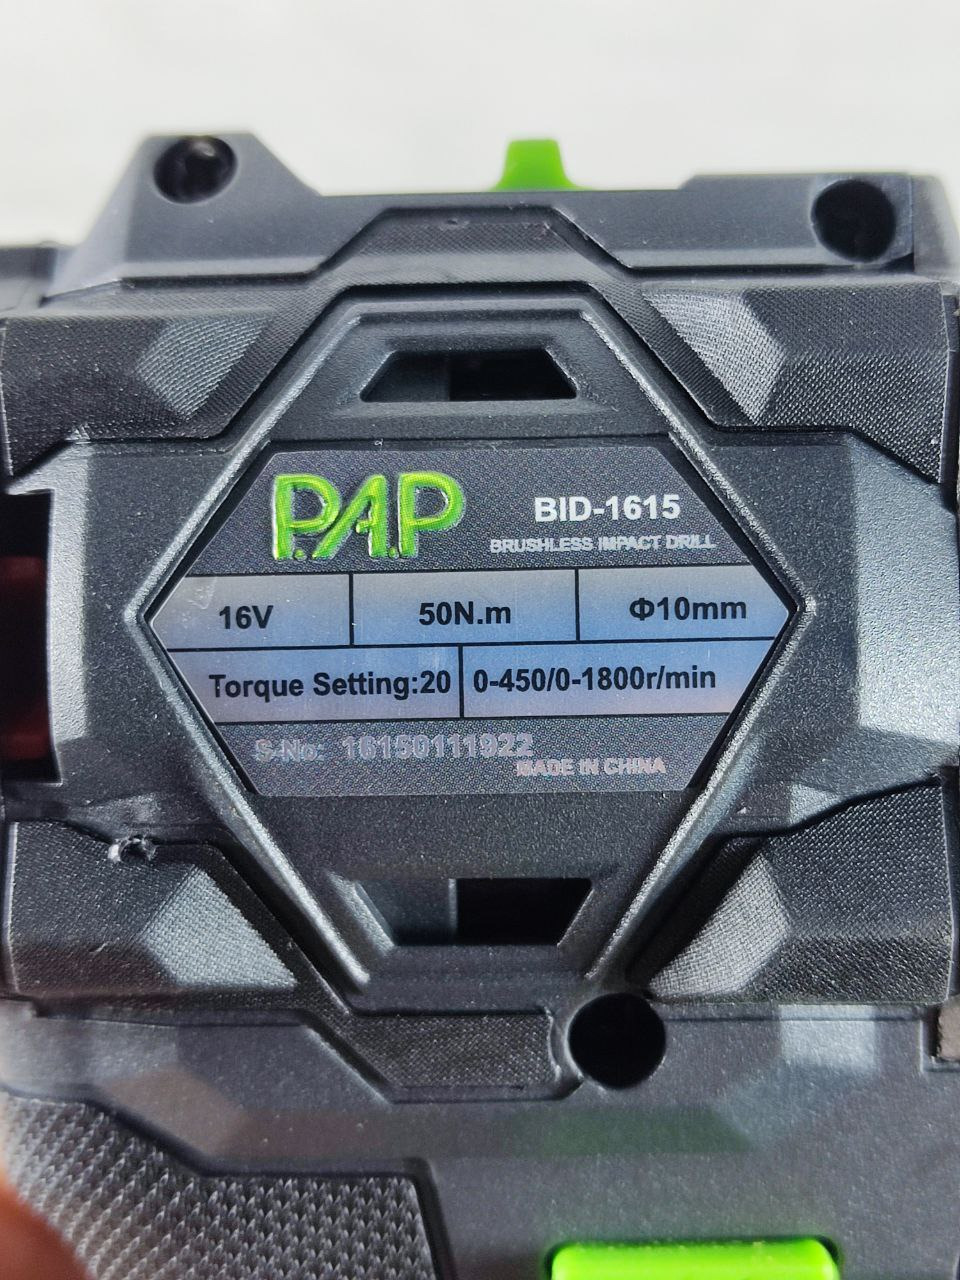 P.A.P BID-1615
BRUSHLESS IMPACT DRILL
16V 50N.m Φ10mm
Torque Setting:20 0-450/0-1800r/min
S-No: 16150111922
MADE IN CHINA